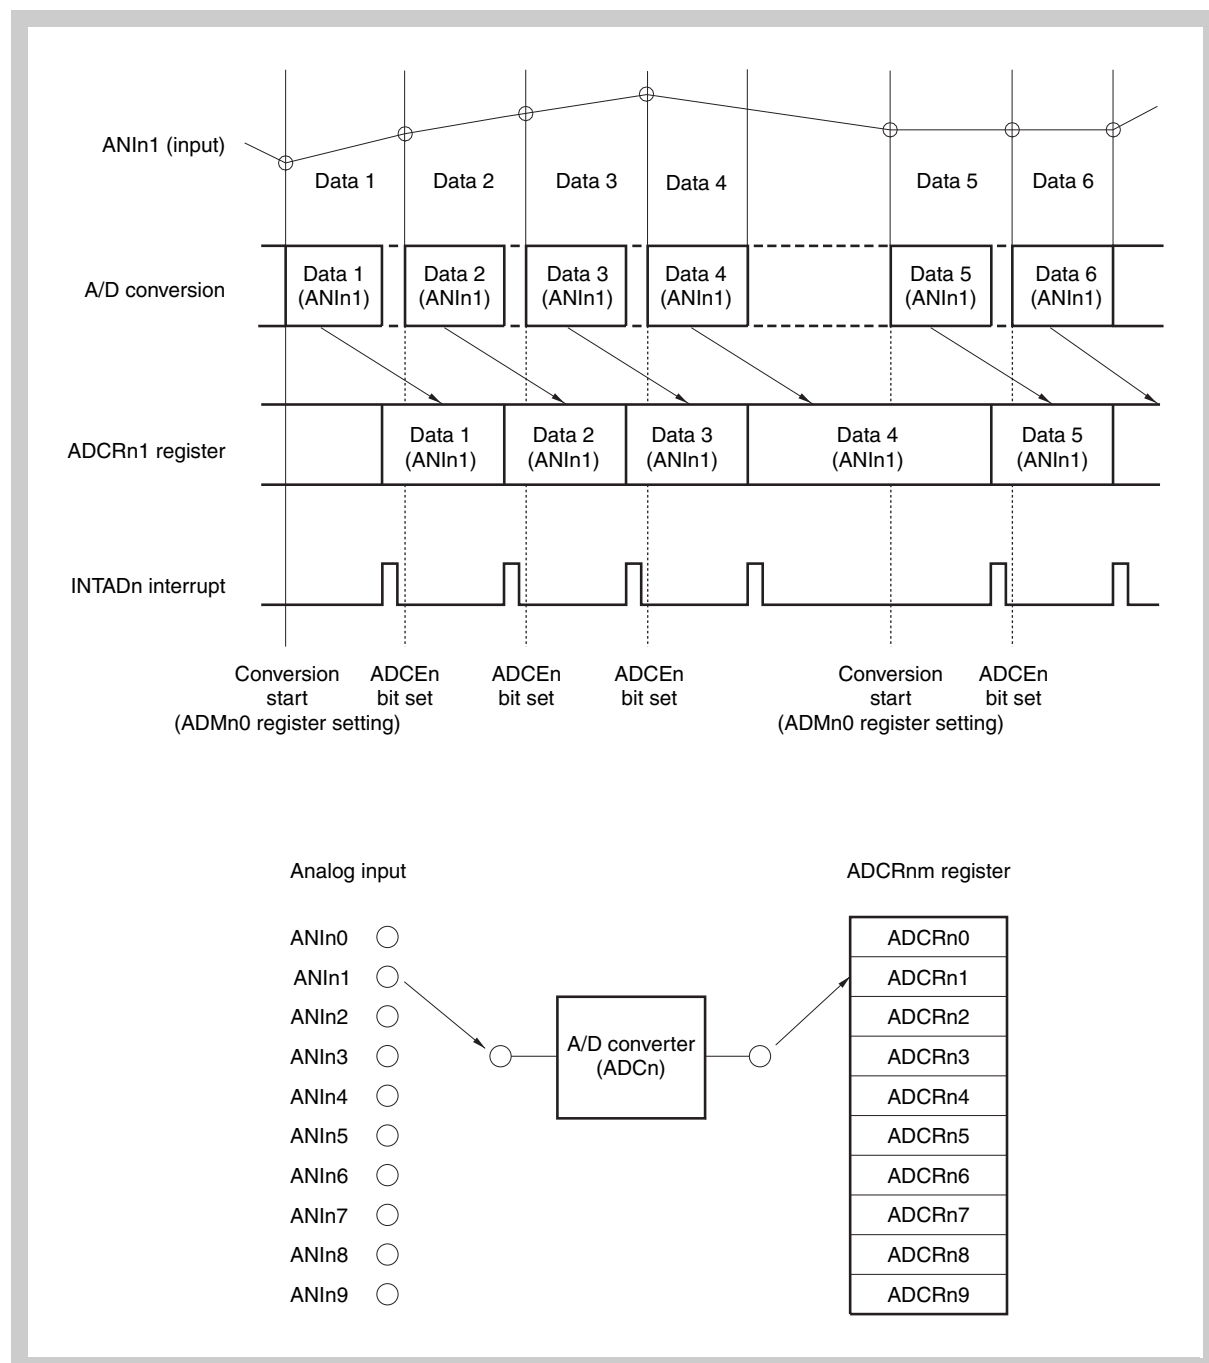 ANIn1 (input)
Data 1 Data 2 Data 3 Data 4 Data 5 Data 6
A/D conversion
Data 1 Data 2 Data 3 Data 4 Data 5 Data 6
(ANIn1) (ANIn1) (ANIn1) (ANIn1) (ANIn1) (ANIn1)
ADCRn1 register
Data 1 Data 2 Data 3 Data 4 Data 5
(ANIn1) (ANIn1) (ANIn1) (ANIn1) (ANIn1)
INTADn interrupt
Conversion ADCEn ADCEn ADCEn Conversion ADCEn
start bit set bit set bit set start bit set
(ADMn0 register setting) (ADMn0 register setting)
Analog input ADCRnm register
ANIn0 ADCRn0
ANIn1 ADCRn1
ANIn2 ADCRn2
ANIn3 A/D converter ADCRn3
(ADCn)
ANIn4 ADCRn4
ANIn5 ADCRn5
ANIn6 ADCRn6
ANIn7 ADCRn7
ANIn8 ADCRn8
ANIn9 ADCRn9